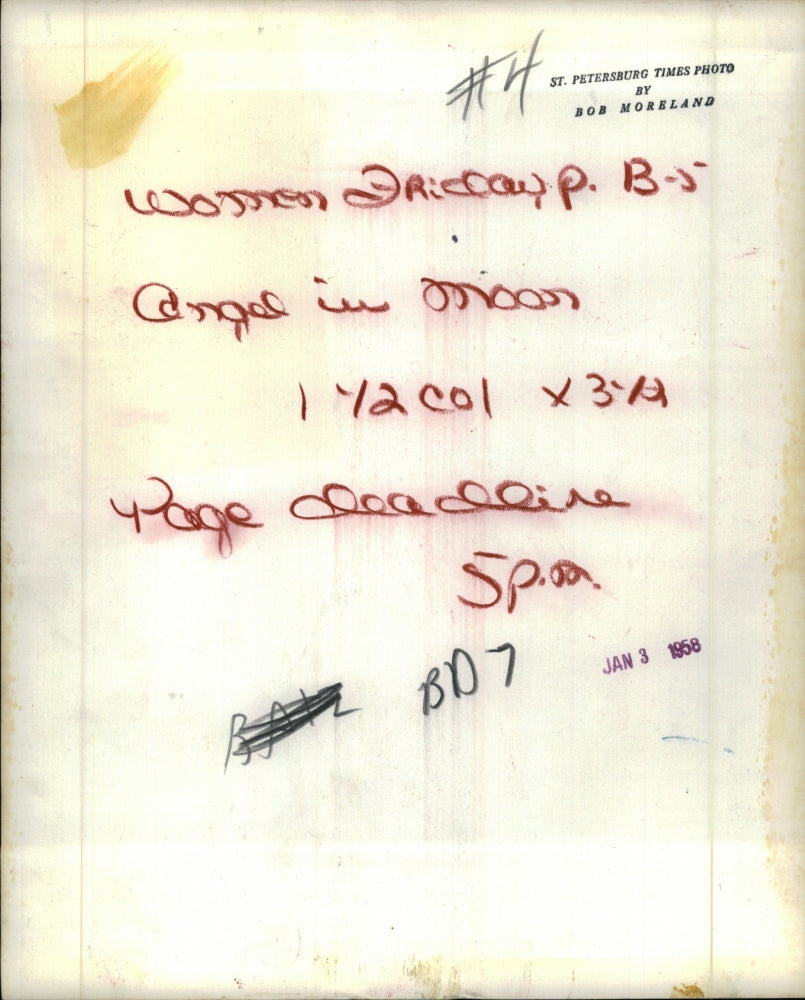 #4
ST. PETERSBURG TIMES PHOTO
BY
BOB MORELAND
Women Friday p. B-5
Angel in Moon
1 1/2 col x 3 1/2
Page deadline
5 p.m.
BD7
JAN 3 1958